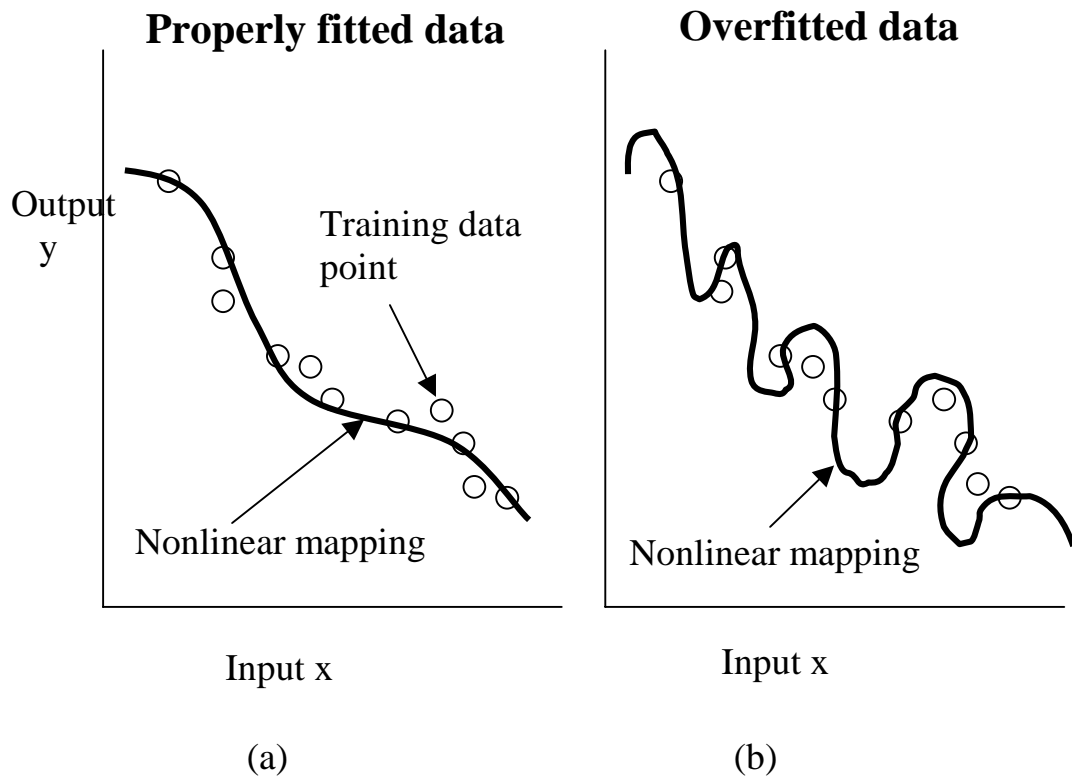 Properly fitted data
Output
y
Training data
point
Nonlinear mapping
Input x
(a)
Overfitted data
Nonlinear mapping
Input x
(b)